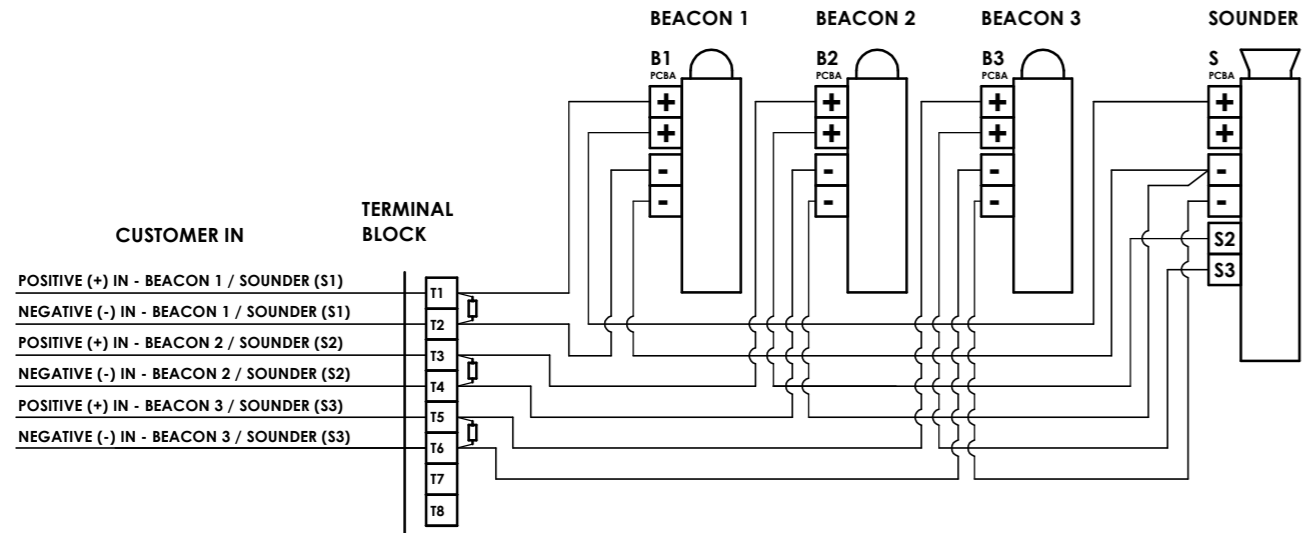 BEACON 1
BEACON 2
BEACON 3
SOUNDER
B1
PCBA
B2
PCBA
B3
PCBA
S
PCBA
+
+
-
-
+
+
-
-
+
+
-
-
+
+
-
-
S2
S3
CUSTOMER IN
TERMINAL
BLOCK
POSITIVE (+) IN - BEACON 1 / SOUNDER (S1)
NEGATIVE (-) IN - BEACON 1 / SOUNDER (S1)
POSITIVE (+) IN - BEACON 2 / SOUNDER (S2)
NEGATIVE (-) IN - BEACON 2 / SOUNDER (S2)
POSITIVE (+) IN - BEACON 3 / SOUNDER (S3)
NEGATIVE (-) IN - BEACON 3 / SOUNDER (S3)
T1
T2
T3
T4
T5
T6
T7
T8